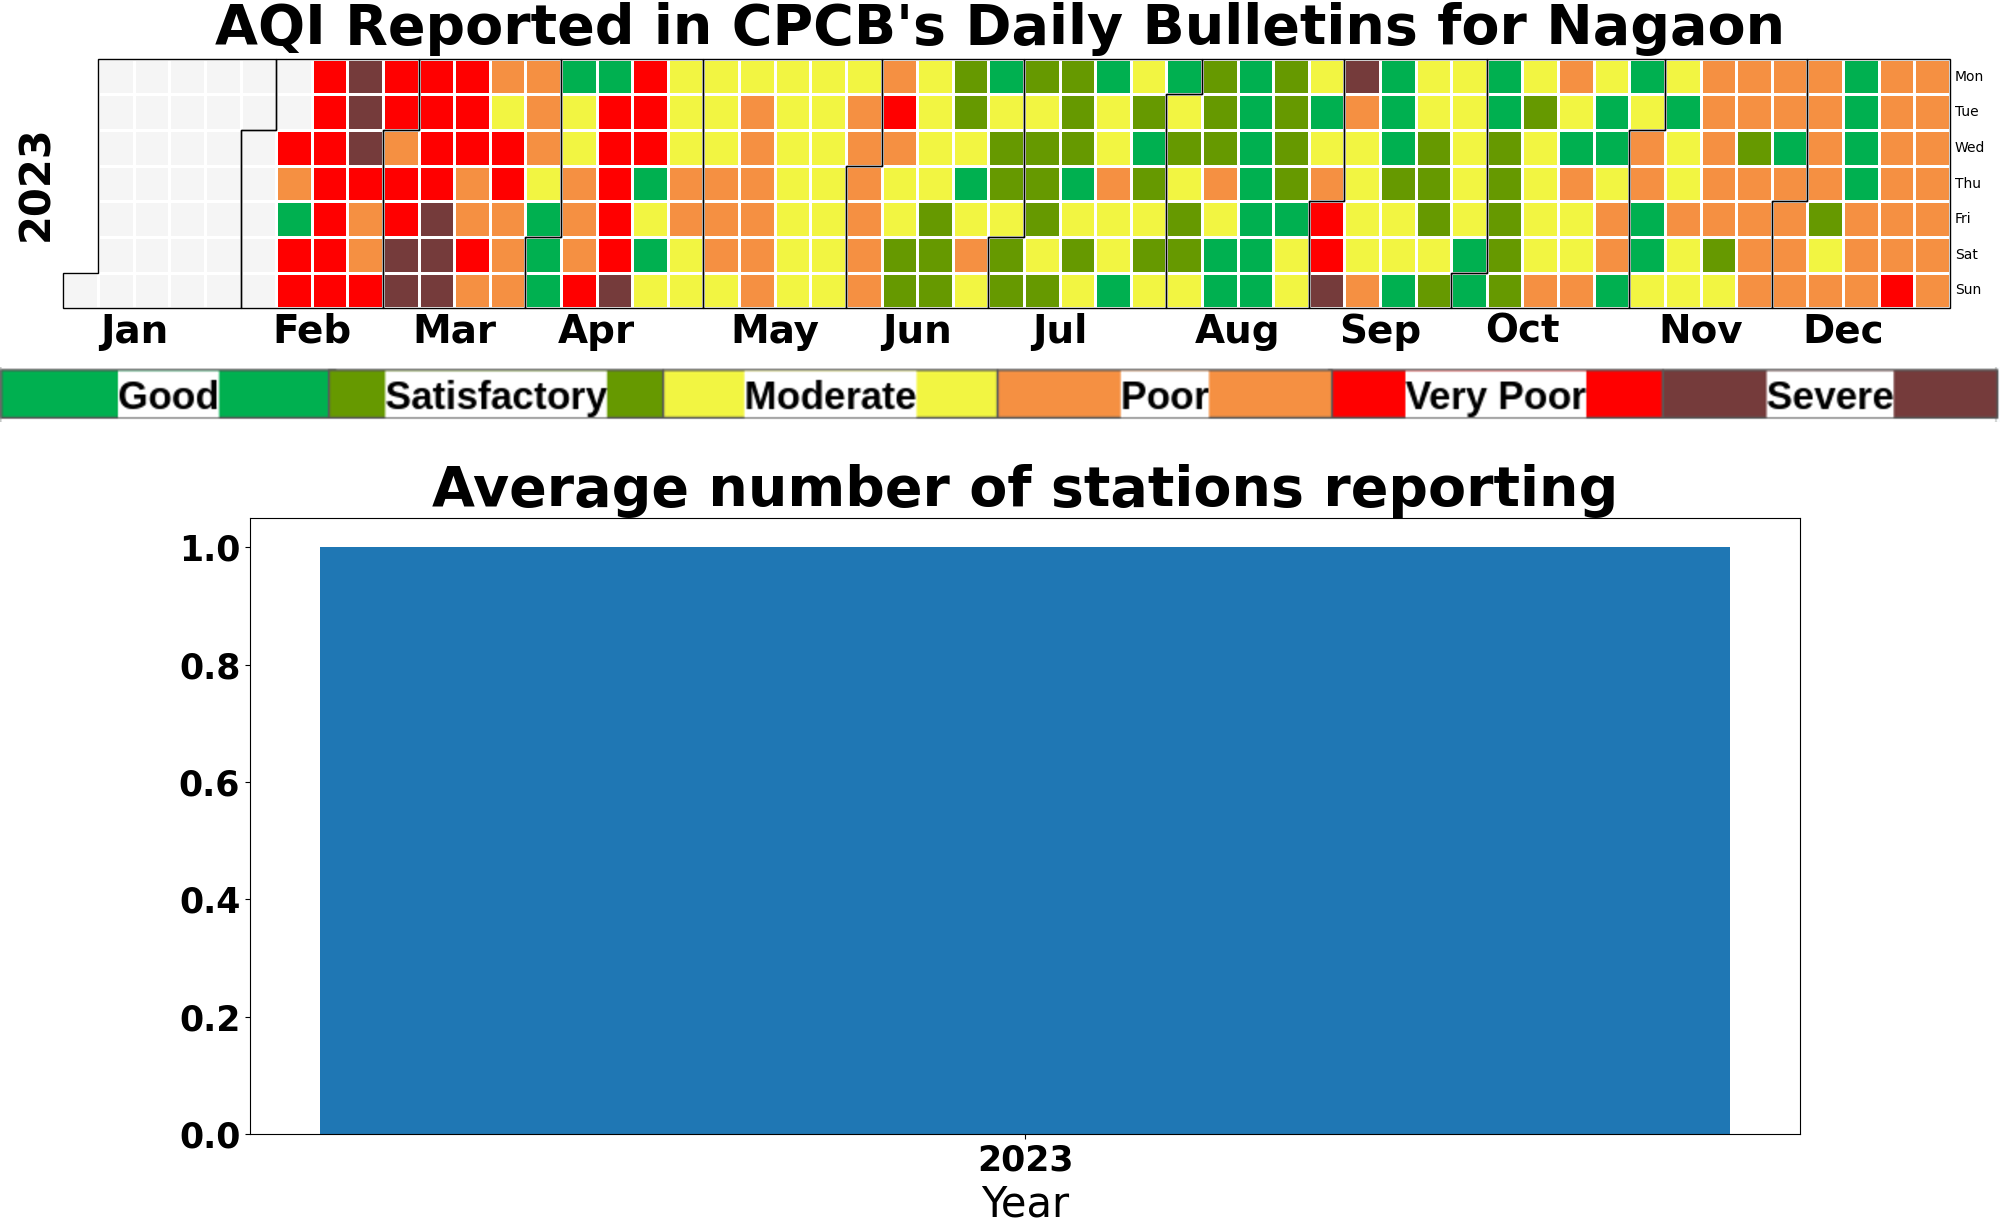 AQI Reported in CPCB's Daily Bulletins for Nagaon
2023
Mon
Tue
Wed
Thu
Fri
Sat
Sun
Jan Feb Mar Apr May Jun Jul Aug Sep Oct Nov Dec
Good Satisfactory Moderate Poor Very Poor Severe
Average number of stations reporting
1.0
0.8
0.6
0.4
0.2
0.0
2023
Year